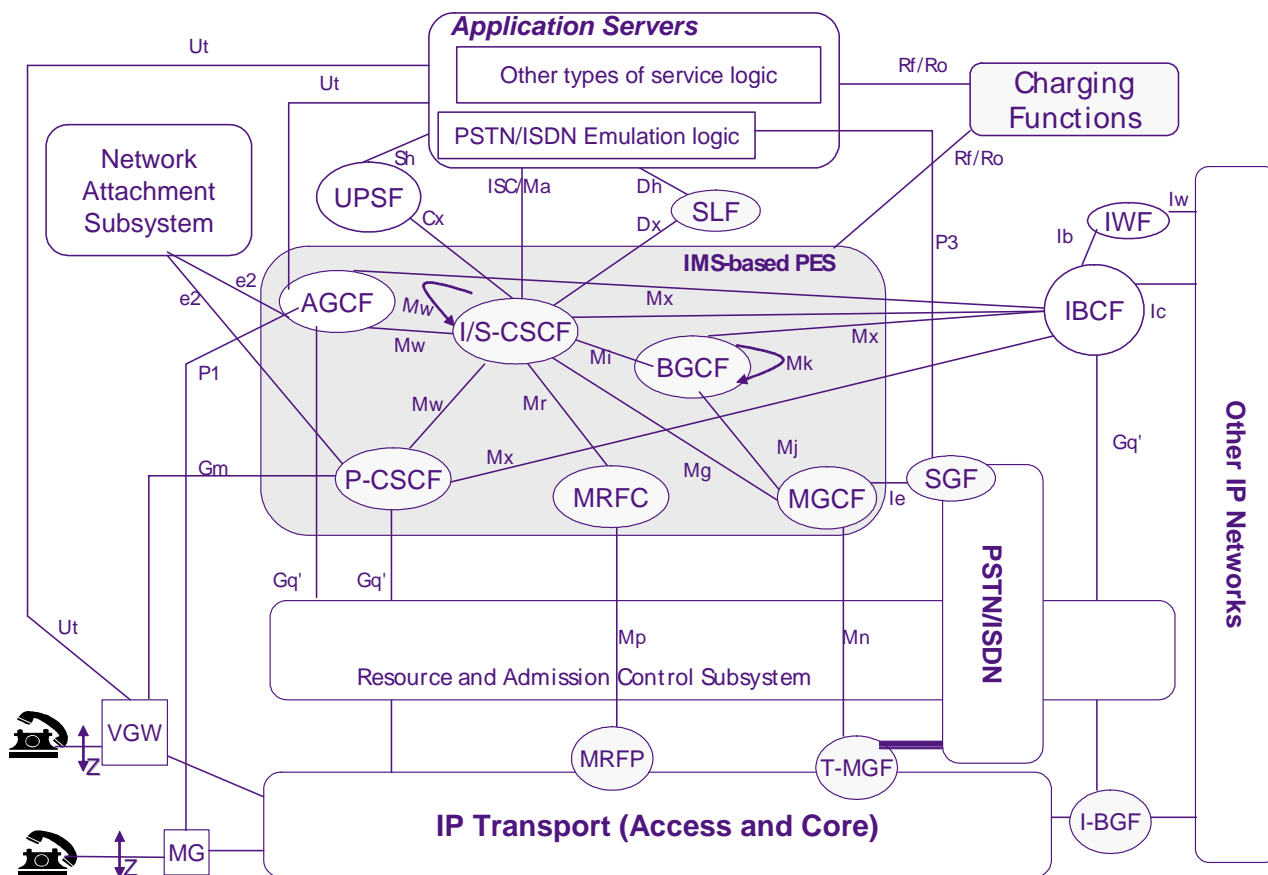 Application Servers
Ut
Other types of service logic
Rf/Ro
Charging
Functions
Ut
PSTN/ISDN Emulation logic
Network
Attachment
Subsystem
Sh
ISC/Ma
Dh
Rf/Ro
UPSF
SLF
Iw
IWF
Cx
Dx
P3
Ib
IMS-based PES
e2
e2
AGCF
Mw
Mx
IBCF
Ic
I/S-CSCF
Mw
Mi
Mx
BGCF
Mk
P1
Mw
Mr
Other IP Networks
Mj
Gq'
Gm
Mx
Mg
P-CSCF
MRFC
MGCF
Ie
SGF
PSTN/ISDN
Gq'
Gq'
Ut
Mp
Mn
Resource and Admission Control Subsystem
VGW
Z
MRFP
T-MGF
IP Transport (Access and Core)
I-BGF
MG
Z